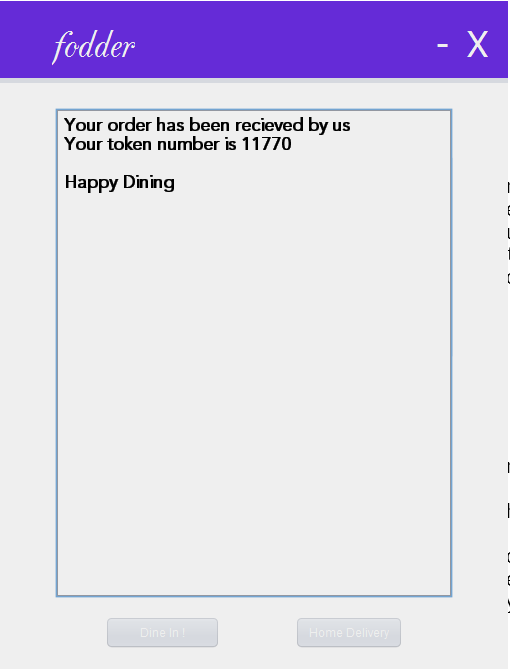 fodder
- X
Your order has been recieved by us
Your token number is 11770
Happy Dining
Dine In !
Home Delivery